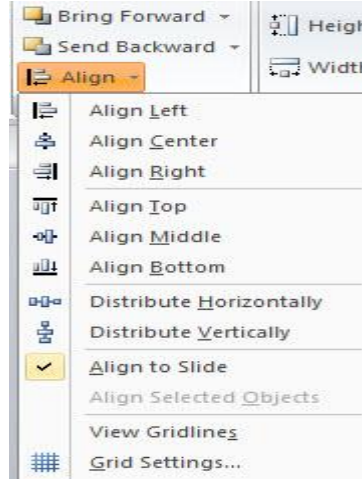 Bring Forward
Send Backward
Align
Align Left
Align Center
Align Right
Align Top
Align Middle
Align Bottom
Distribute Horizontally
Distribute Vertically
Align to Slide
Align Selected Objects
View Gridlines
Grid Settings...